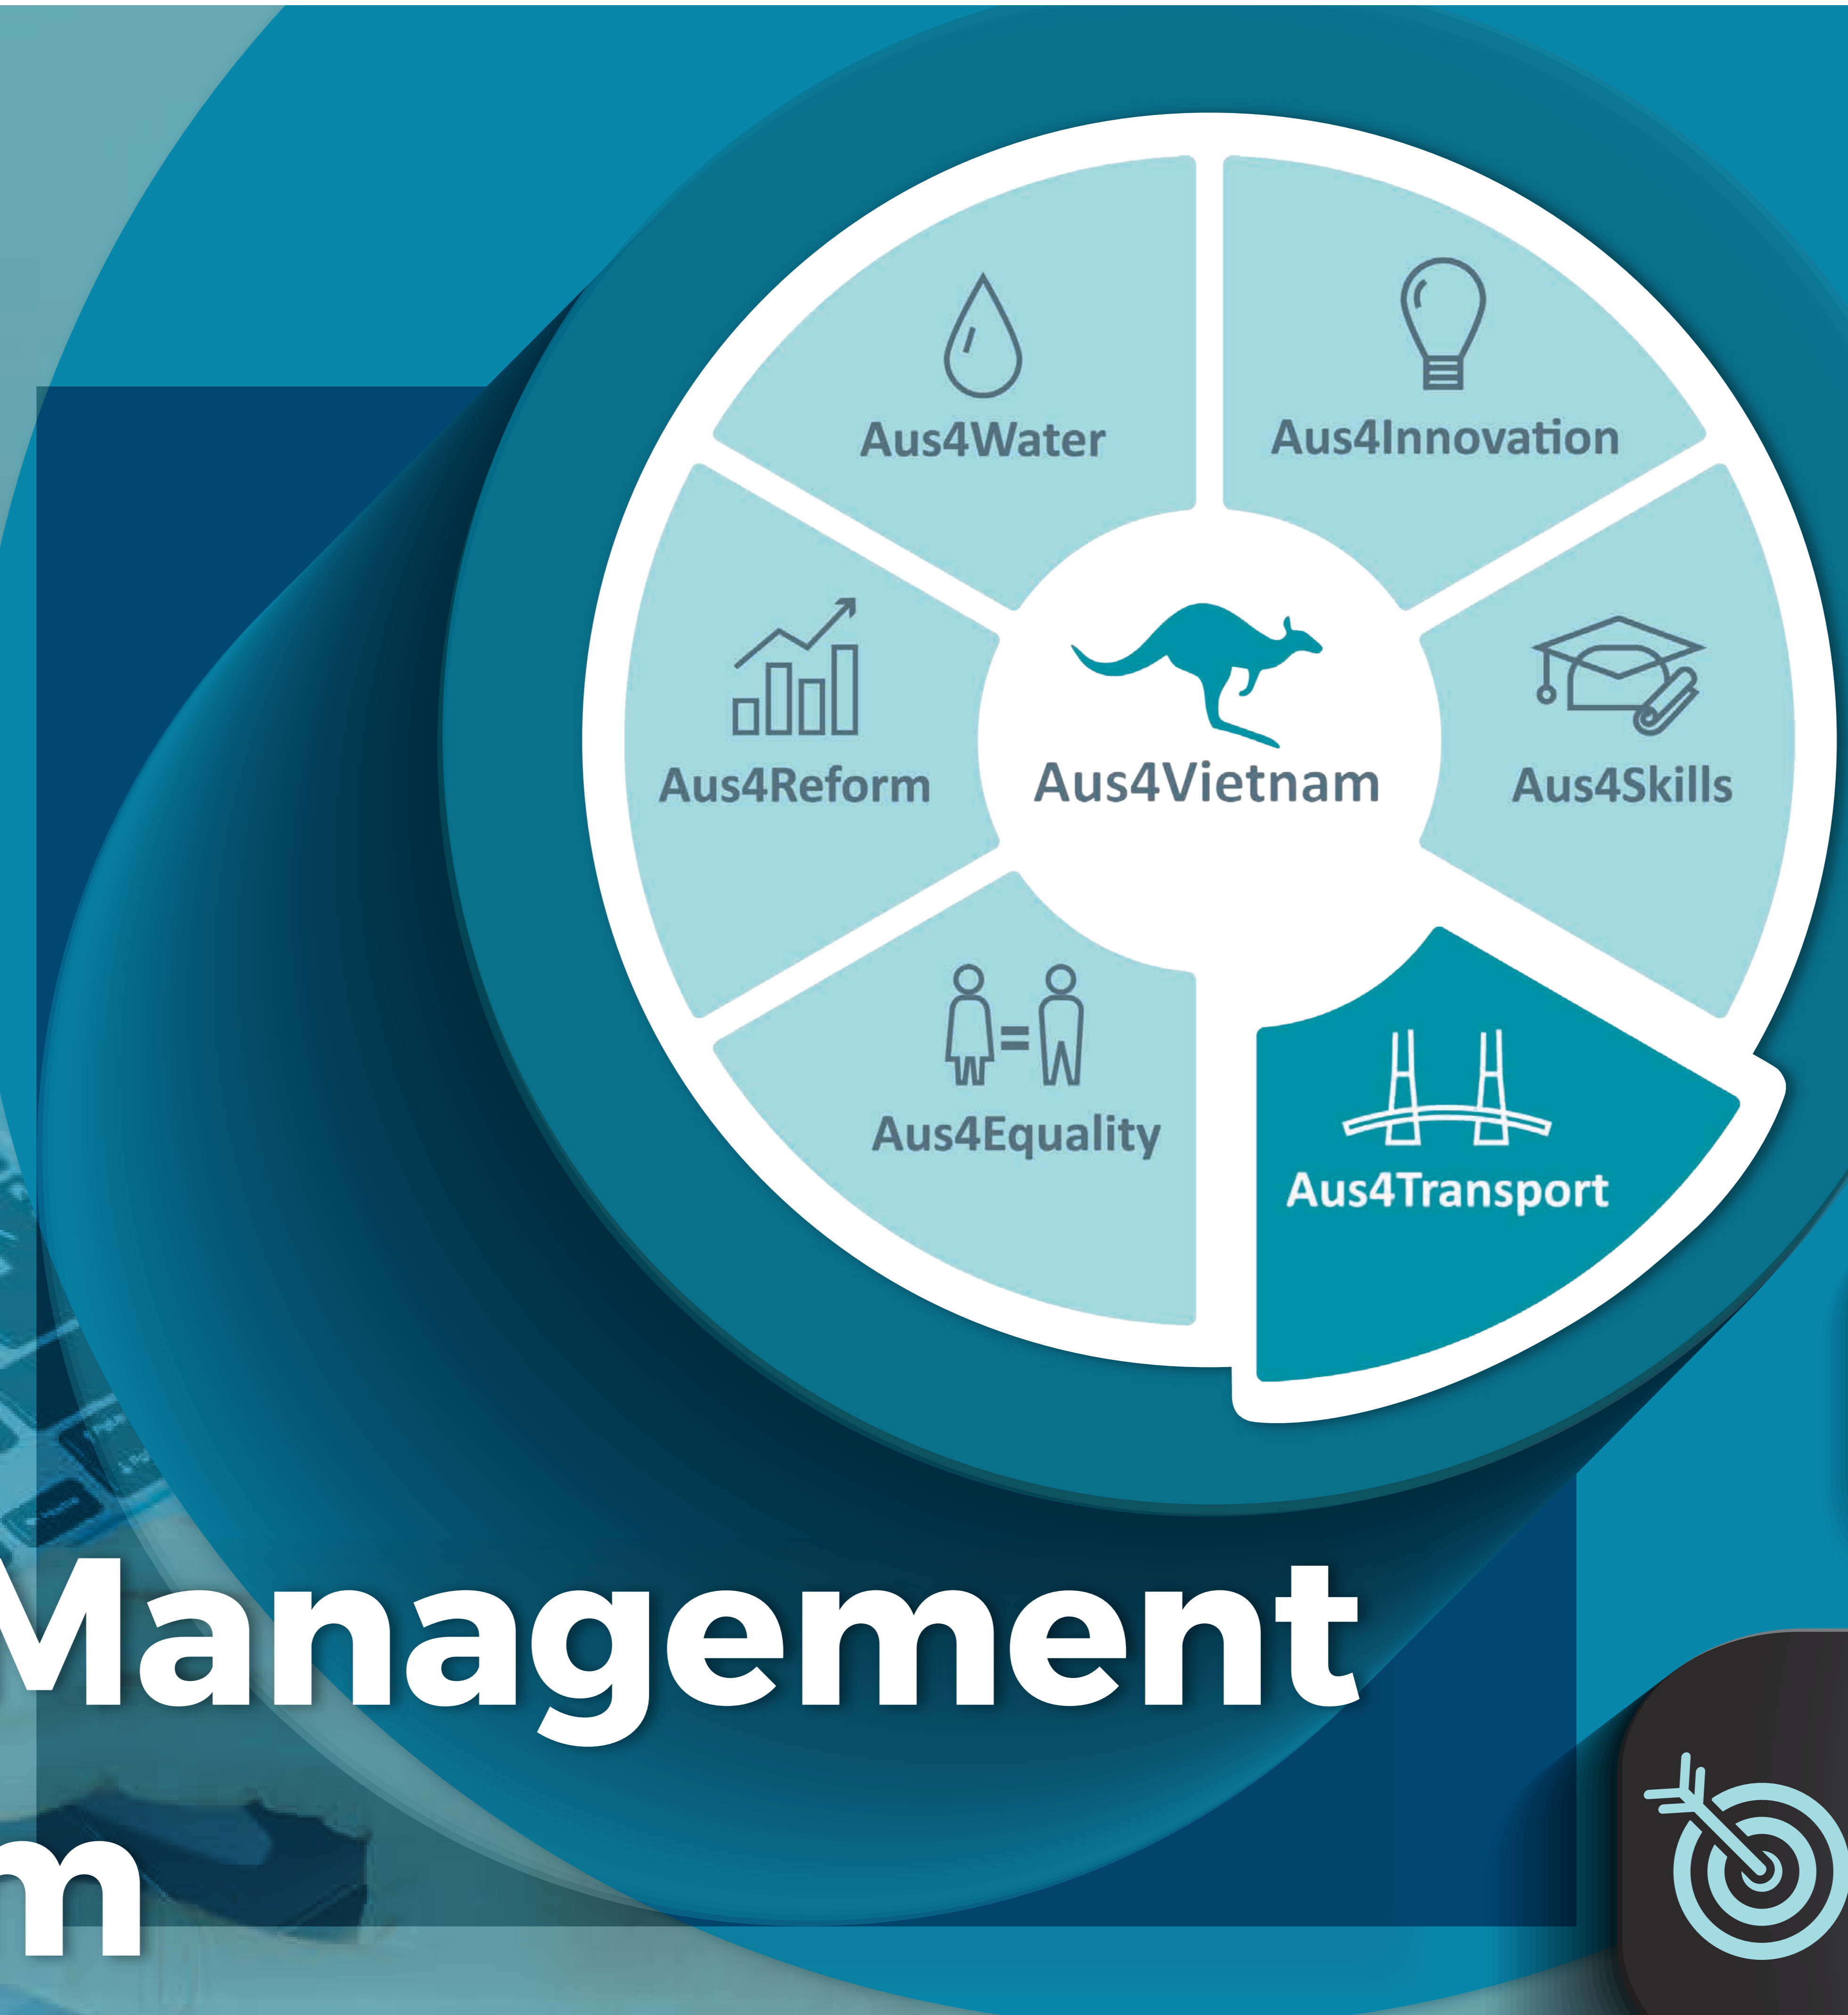 Aus4Water
Aus4Innovation
Aus4Reform
Aus4Vietnam
Aus4Skills
Aus4Equality
=
Aus4Transport
Management
m